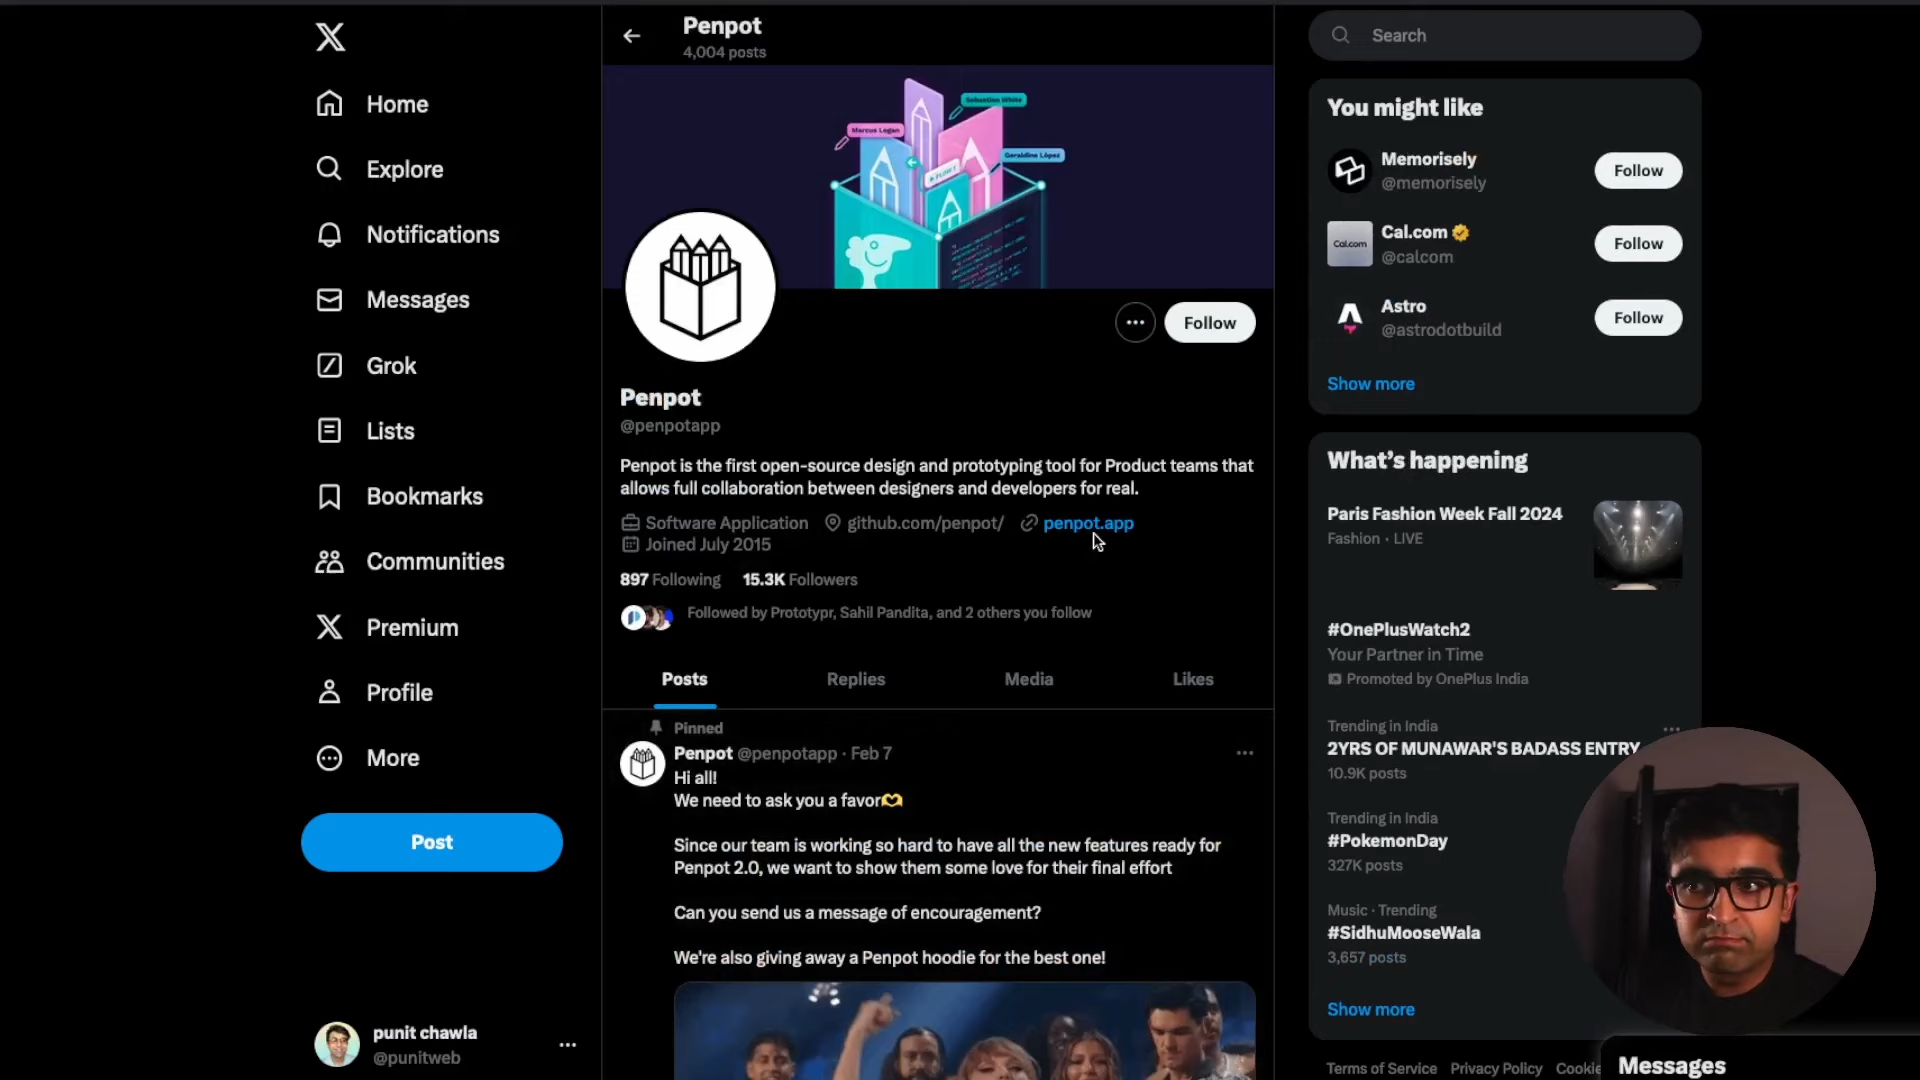 Home
Explore
Notifications
Messages
Grok
Lists
Bookmarks
Communities
Premium
Profile
More
Post
punit chawla
@punitweb
Penpot
4,004 posts
Sebastian White
Marcus Logan
Geraldine López
Follow
Penpot
@penpotapp
Penpot is the first open-source design and prototyping tool for Product teams that
allows full collaboration between designers and developers for real.
Software Application github.com/penpot/ penpot.app
Joined July 2015
897 Following 15.3K Followers
Followed by Prototypr, Sahil Pandita, and 2 others you follow
Posts Replies Media Likes
Pinned
Penpot @penpotapp · Feb 7
Hi all!
We need to ask you a favor🫶
Since our team is working so hard to have all the new features ready for
Penpot 2.0, we want to show them some love for their final effort
Can you send us a message of encouragement?
We're also giving away a Penpot hoodie for the best one!
Search
You might like
Memorisely
@memorisely
Follow
Cal.com
Cal.com
@calcom
Follow
Astro
@astrodotbuild
Follow
Show more
What's happening
Paris Fashion Week Fall 2024
Fashion · LIVE
#OnePlusWatch2
Your Partner in Time
Promoted by OnePlus India
Trending in India
2YRS OF MUNAWAR'S BADASS ENTRY
10.9K posts
Trending in India
#PokemonDay
327K posts
Music · Trending
#SidhuMooseWala
3,657 posts
Show more
Terms of Service Privacy Policy Cookie
Messages